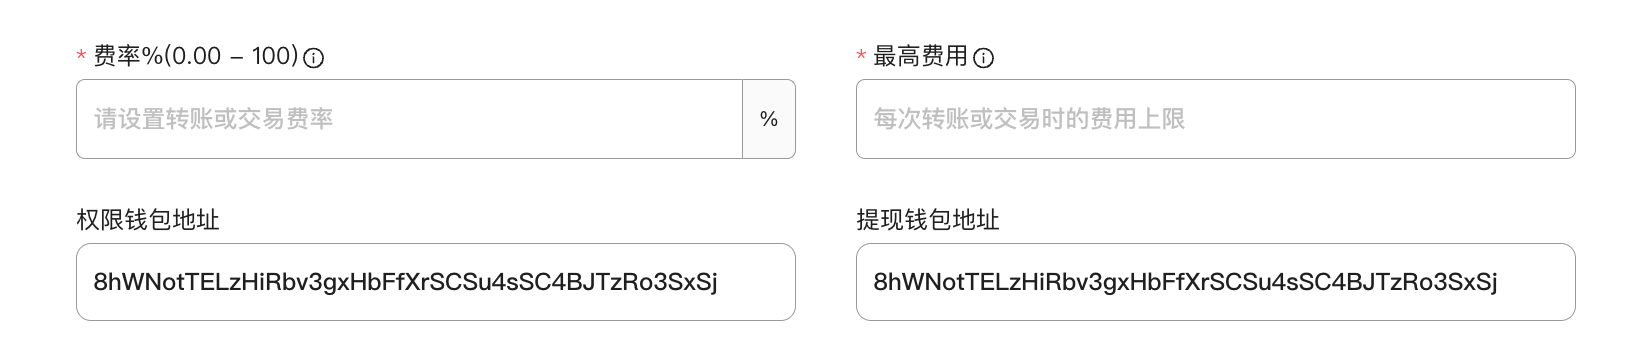 * 费率%(0.00 – 100)
* 最高费用
请设置转账或交易费率
%
每次转账或交易时的费用上限
权限钱包地址
提现钱包地址
8hWNotTELzHiRbv3gxHbFfXrSCSu4sSC4BJTzRo3SxSj
8hWNotTELzHiRbv3gxHbFfXrSCSu4sSC4BJTzRo3SxSj